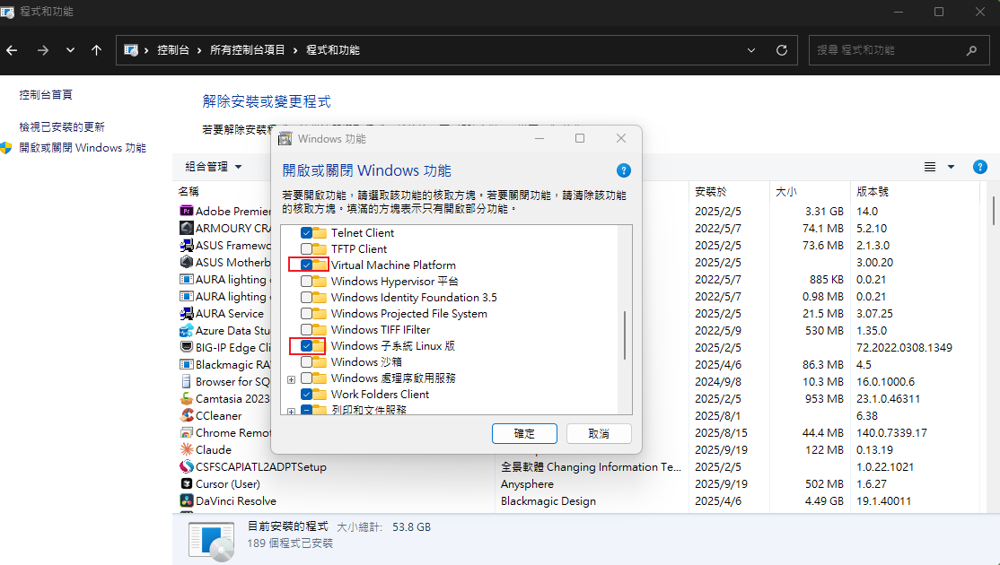 程式和功能
控制台 › 所有控制台項目 › 程式和功能
搜尋 程式和功能
控制台首頁
檢視已安裝的更新
開啟或關閉 Windows 功能
解除安裝或變更程式
若要解除安裝程
組合管理
名稱 安裝於 大小 版本號
Adobe Premier 2025/2/5 3.31 GB 14.0
ARMOURY CRA 2022/5/7 74.1 MB 5.2.10
ASUS Framewo 2025/2/5 73.6 MB 2.1.3.0
ASUS Motherb 2025/2/5 3.00.20
AURA lighting 2022/5/7 885 KB 0.0.21
AURA lighting 2022/5/7 0.98 MB 0.0.21
AURA Service 2025/2/5 21.5 MB 3.07.25
Azure Data Stu 2022/5/9 530 MB 1.35.0
BIG-IP Edge Cli 2025/2/5 72.2022.0308.1349
Blackmagic RA 2025/4/6 86.3 MB 4.5
Browser for SQ 2024/9/8 10.3 MB 16.0.1000.6
Camtasia 2023 2025/2/5 953 MB 23.1.0.46311
CCleaner 2025/8/1 6.38
Chrome Remot 2025/8/15 44.4 MB 140.0.7339.17
Claude 2025/9/19 122 MB 0.13.19
CSFSCAPIATL2ADPTSetup 全景軟體 Changing Information Te... 2025/2/5 1.0.22.1021
Cursor (User) Anysphere 2025/9/19 502 MB 1.6.27
DaVinci Resolve Blackmagic Design 2025/4/6 4.49 GB 19.1.40011
目前安裝的程式 大小總計: 53.8 GB
189 個程式已安裝
Windows 功能
開啟或關閉 Windows 功能
若要開啟功能，請選取該功能的核取方塊。若要關閉功能，請清除該功能
的核取方塊。填滿的方塊表示只有開啟部分功能。
Telnet Client
TFTP Client
Virtual Machine Platform
Windows Hypervisor 平台
Windows Identity Foundation 3.5
Windows Projected File System
Windows TIFF IFilter
Windows 子系統 Linux 版
Windows 沙箱
Windows 處理序啟用服務
Work Folders Client
列印和文件服務
確定
取消